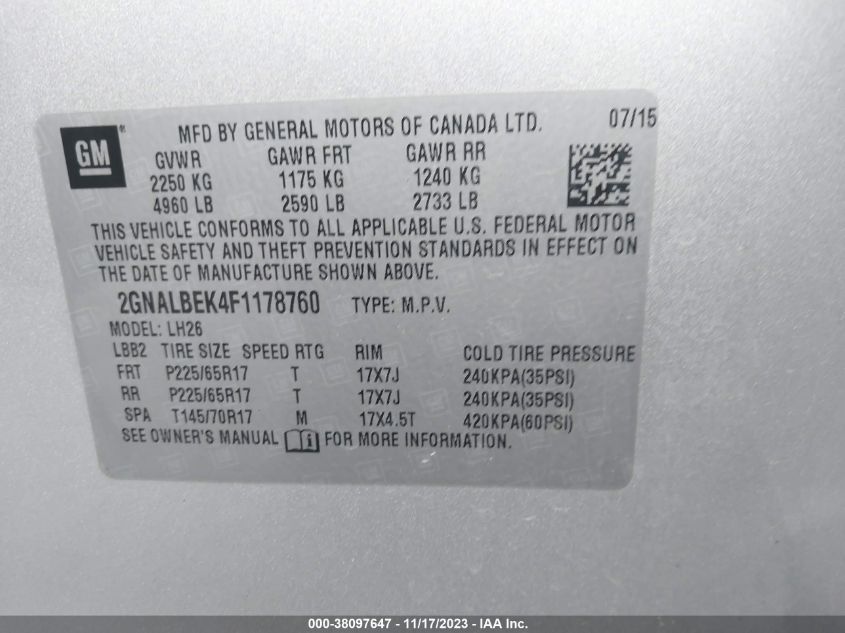 GM ® MFD BY GENERAL MOTORS OF CANADA LTD. 07/15
GVWR GAWR FRT GAWR RR
2250 KG 1175 KG 1240 KG
4960 LB 2590 LB 2733 LB
THIS VEHICLE CONFORMS TO ALL APPLICABLE U.S. FEDERAL MOTOR
VEHICLE SAFETY AND THEFT PREVENTION STANDARDS IN EFFECT ON
THE DATE OF MANUFACTURE SHOWN ABOVE.
2GNALBEK4F1178760 TYPE: M.P.V.
MODEL: LH26
LBB2 TIRE SIZE SPEED RTG RIM COLD TIRE PRESSURE
FRT P225/65R17 T 17X7J 240KPA(35PSI)
RR P225/65R17 T 17X7J 240KPA(35PSI)
SPA T145/70R17 M 17X4.5T 420KPA(60PSI)
SEE OWNER'S MANUAL i FOR MORE INFORMATION.
000-38097647 - 11/17/2023 - IAA Inc.